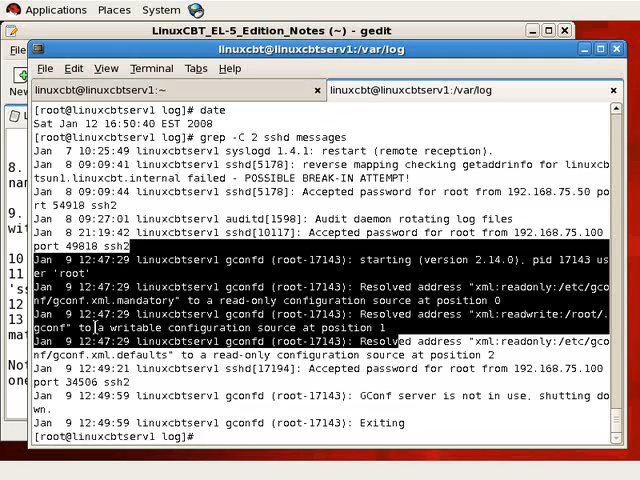 Applications Places System
LinuxCBT_EL-5_Edition_Notes (~) - gedit
linuxcbt@linuxcbtserv1:/var/log
File Edit View Terminal Tabs Help
linuxcbt@linuxcbtserv1:~
linuxcbt@linuxcbtserv1:/var/log
[root@linuxcbtserv1 log]# date
Sat Jan 12 16:50:40 EST 2008
[root@linuxcbtserv1 log]# grep -C 2 sshd messages
Jan  7 10:25:49 linuxcbtserv1 syslogd 1.4.1: restart (remote reception).
Jan  8 09:09:41 linuxcbtserv1 sshd[5178]: reverse mapping checking getaddrinfo for linuxcb
tsun1.linuxcbt.internal failed - POSSIBLE BREAK-IN ATTEMPT!
Jan  8 09:09:44 linuxcbtserv1 sshd[5178]: Accepted password for root from 192.168.75.50 po
rt 54918 ssh2
Jan  8 09:27:01 linuxcbtserv1 auditd[1598]: Audit daemon rotating log files
Jan  8 21:19:42 linuxcbtserv1 sshd[10117]: Accepted password for root from 192.168.75.100
port 49818 ssh2
Jan  9 12:47:29 linuxcbtserv1 gconfd (root-17143): starting (version 2.14.0), pid 17143 us
er 'root'
Jan  9 12:47:29 linuxcbtserv1 gconfd (root-17143): Resolved address "xml:readonly:/etc/gco
nf/gconf.xml.mandatory" to a read-only configuration source at position 0
Jan  9 12:47:29 linuxcbtserv1 gconfd (root-17143): Resolved address "xml:readwrite:/root/.
gconf" to a writable configuration source at position 1
Jan  9 12:47:29 linuxcbtserv1 gconfd (root-17143): Resolved address "xml:readonly:/etc/gco
nf/gconf.xml.defaults" to a read-only configuration source at position 2
Jan  9 12:49:21 linuxcbtserv1 sshd[17194]: Accepted password for root from 192.168.75.100
port 34506 ssh2
Jan  9 12:49:59 linuxcbtserv1 gconfd (root-17143): GConf server is not in use, shutting do
wn.
Jan  9 12:49:59 linuxcbtserv1 gconfd (root-17143): Exiting
[root@linuxcbtserv1 log]#
File
New
8.
nam
9.
wit
10
11
's
12
13
mat
Not
one